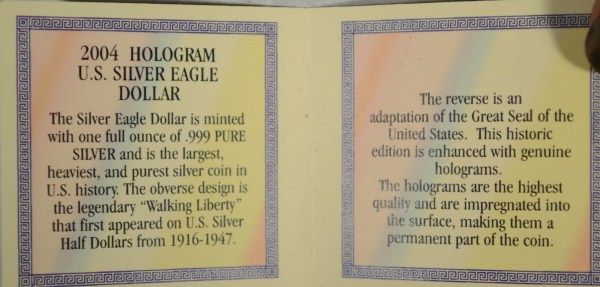 2004 HOLOGRAM
U.S. SILVER EAGLE
DOLLAR
The Silver Eagle Dollar is minted
with one full ounce of .999 PURE
SILVER and is the largest,
heaviest, and purest silver coin in
U.S. history. The obverse design is
the legendary “Walking Liberty”
that first appeared on U.S. Silver
Half Dollars from 1916-1947.
The reverse is an
adaptation of the Great Seal of the
United States. This historic
edition is enhanced with genuine
holograms.
The holograms are the highest
quality and are impregnated into
the surface, making them a
permanent part of the coin.